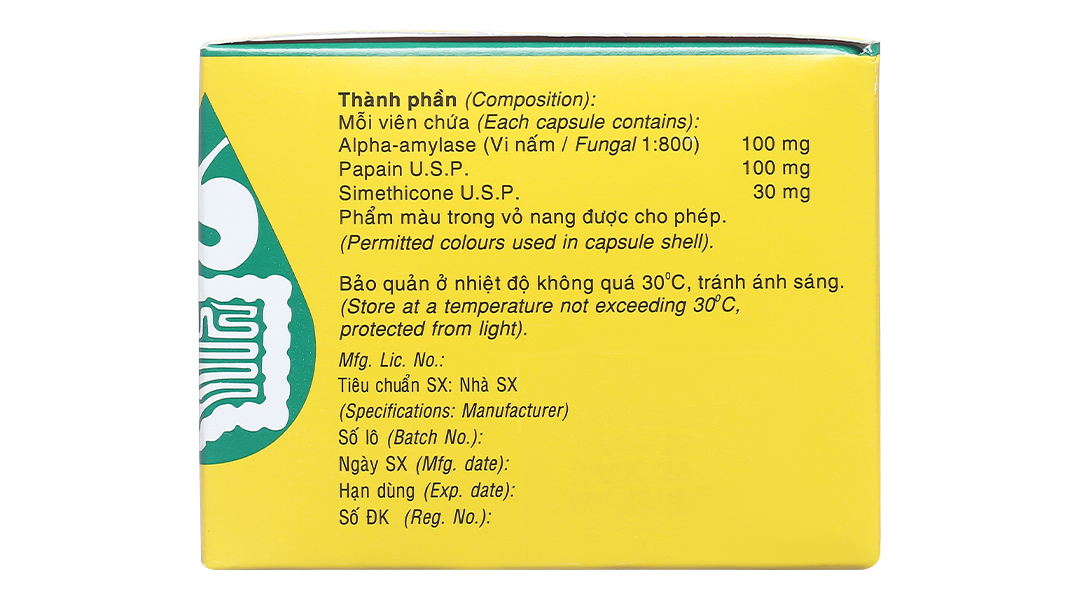 Thành phần (Composition):
Mỗi viên chứa (Each capsule contains):
Alpha-amylase (Vi nấm / Fungal 1:800) 100 mg
Papain U.S.P. 100 mg
Simethicone U.S.P. 30 mg
Phẩm màu trong vỏ nang được cho phép.
(Permitted colours used in capsule shell).
Bảo quản ở nhiệt độ không quá 30⁰C, tránh ánh sáng.
(Store at a temperature not exceeding 30⁰C,
protected from light).
Mfg. Lic. No.:
Tiêu chuẩn SX: Nhà SX
(Specifications: Manufacturer)
Số lô (Batch No.):
Ngày SX (Mfg. date):
Hạn dùng (Exp. date):
Số ĐK (Reg. No.):